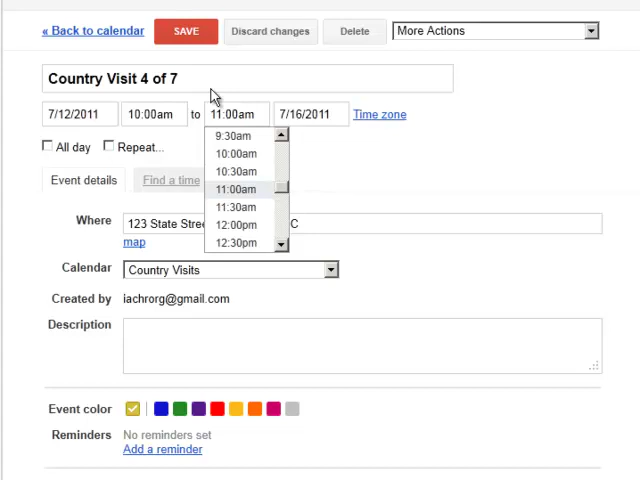 « Back to calendar SAVE Discard changes Delete More Actions
Country Visit 4 of 7
7/12/2011 10:00am to 11:00am 7/16/2011 Time zone
9:30am
All day Repeat...
10:00am
10:30am
Event details Find a time
11:00am
11:30am
Where 123 State Stre C
12:00pm
map
12:30pm
Calendar Country Visits
Created by iachrorg@gmail.com
Description
Event color
Reminders No reminders set
Add a reminder